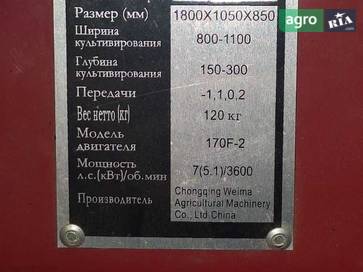 agro
RIA
.com
Размер (мм) 1800X1050X850
Ширина
культивирования 800-1100
Глубина
культивирования 150-300
Передачи -1,1,0,2
Вес нетто (кг) 120 кг
Модель
двигателя 170F-2
Мощность
л.с.(кВт)/об.мин 7(5.1)/3600
Производитель Chongqing Weima
Agricultural Machinery
Co., Ltd.China